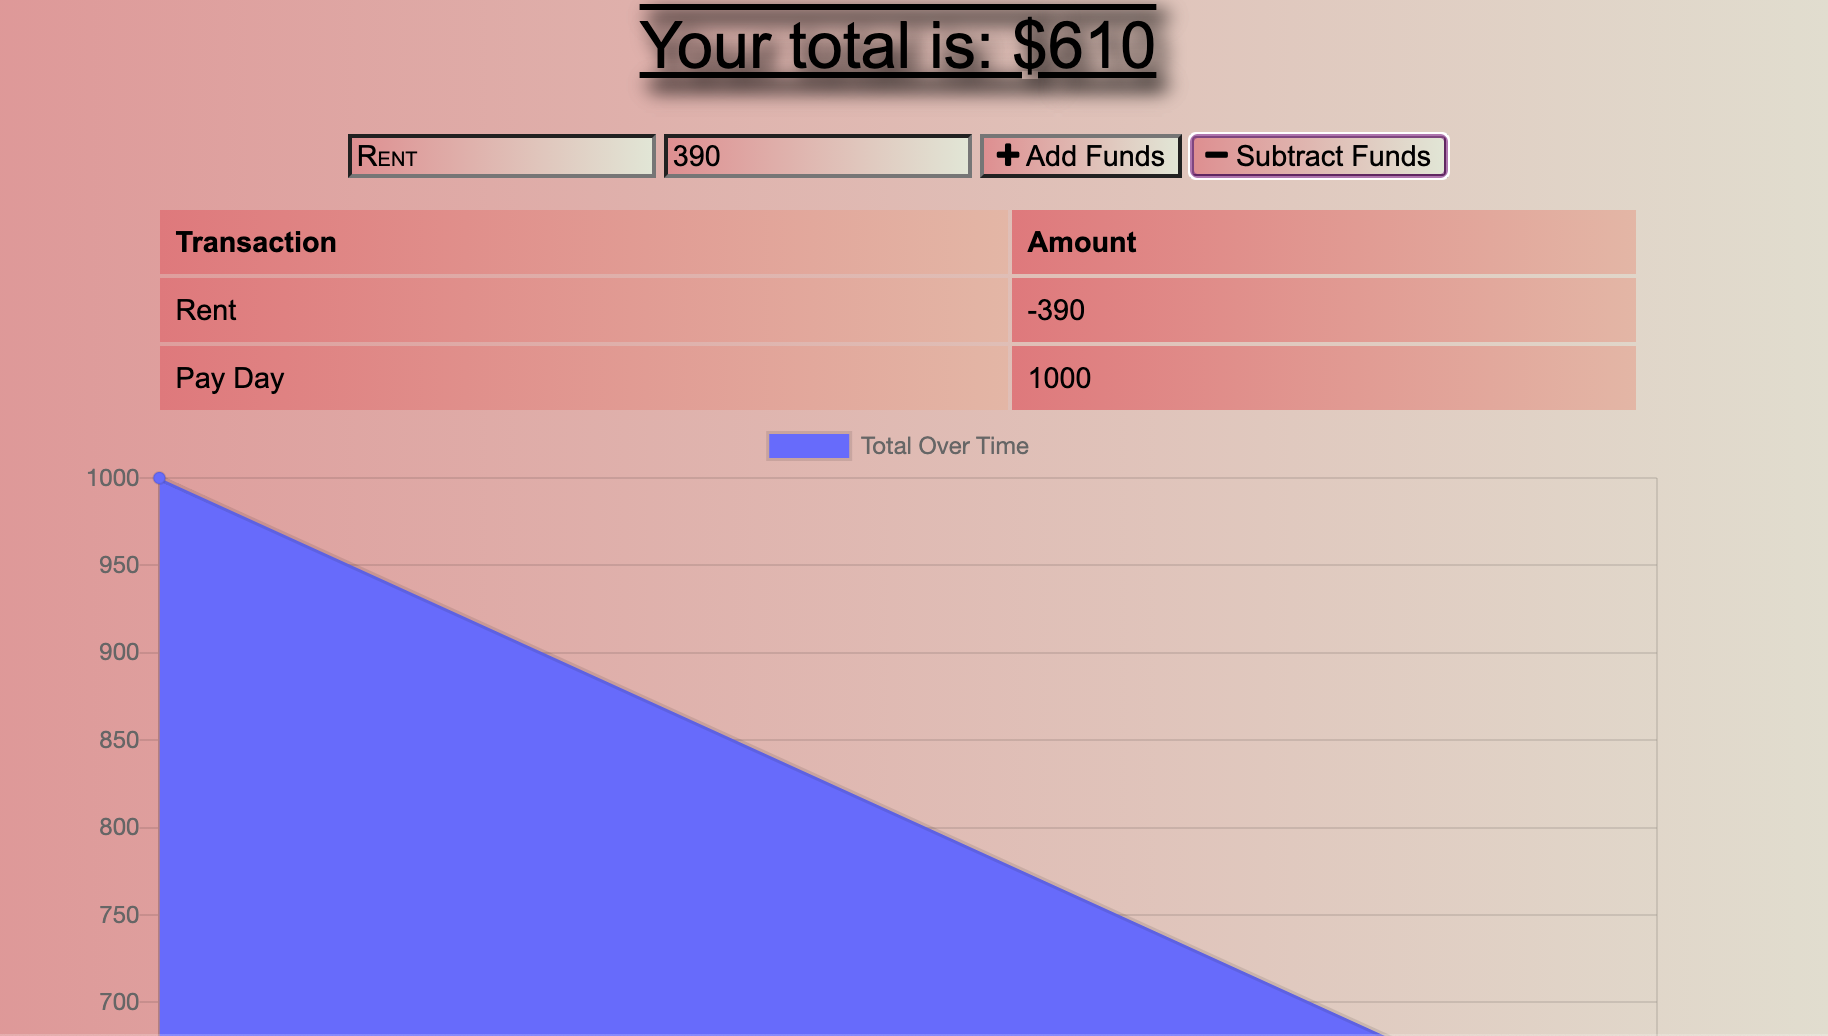 Your total is: $610
Rent 390 Add Funds Subtract Funds
Transaction Amount
Rent -390
Pay Day 1000
Total Over Time
1000
950
900
850
800
750
700